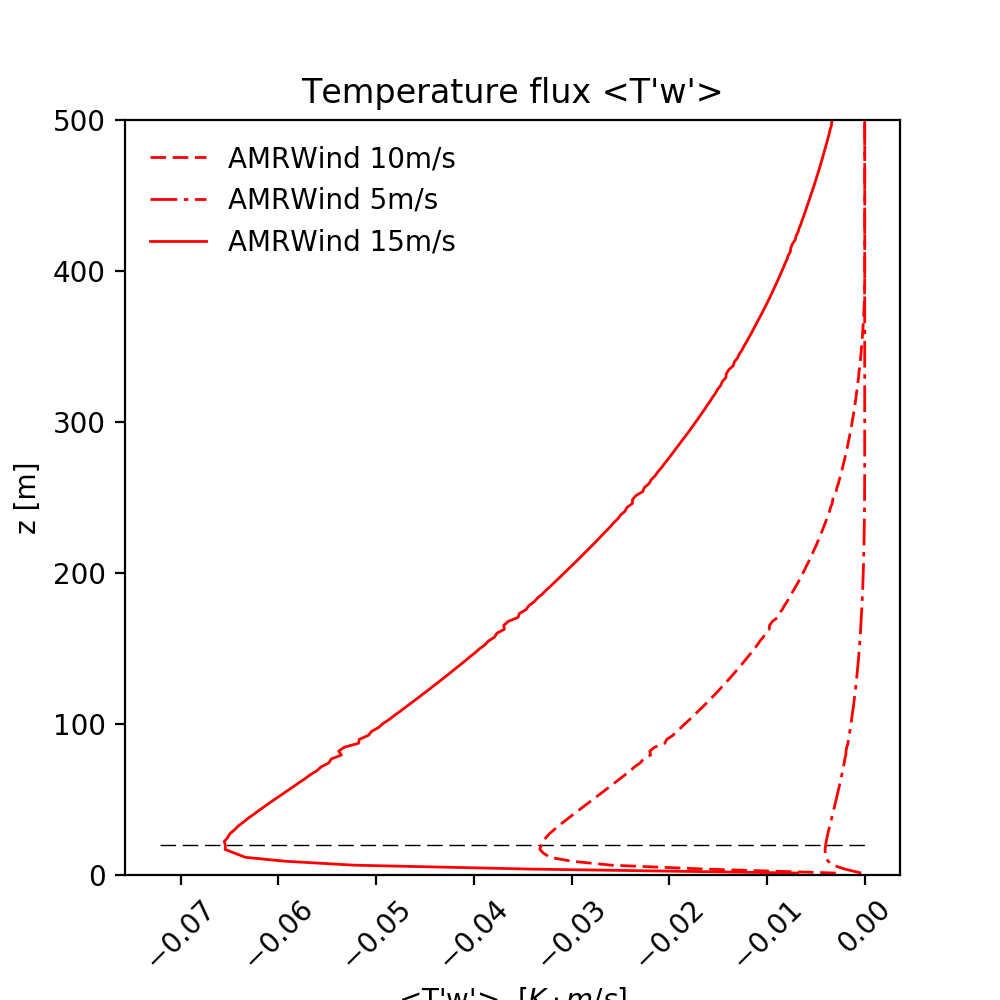 Temperature flux <T'w'>
500
400
300
200
100
0
z [m]
AMRWind 10m/s
AMRWind 5m/s
AMRWind 15m/s
−0.07
−0.06
−0.05
−0.04
−0.03
−0.02
−0.01
0.00
<T'w'> [K · m/s]